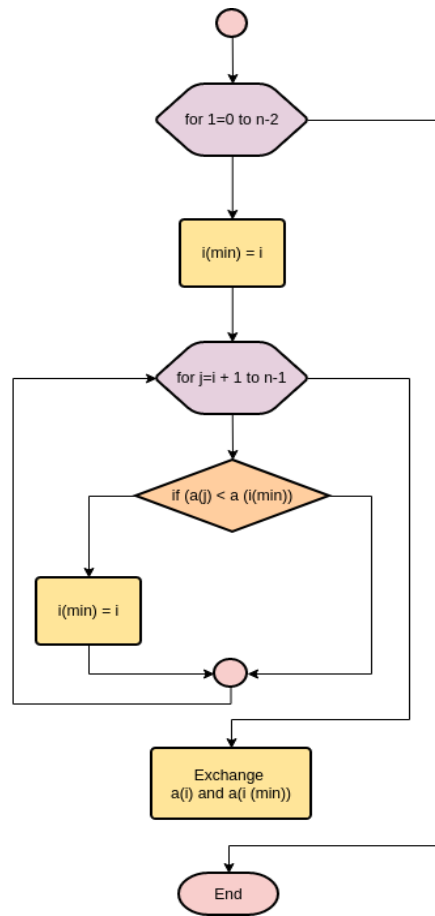 for 1=0 to n-2
i(min) = i
for j=i + 1 to n-1
if (a(j) < a (i(min))
i(min) = i
Exchange
a(i) and a(i (min))
End